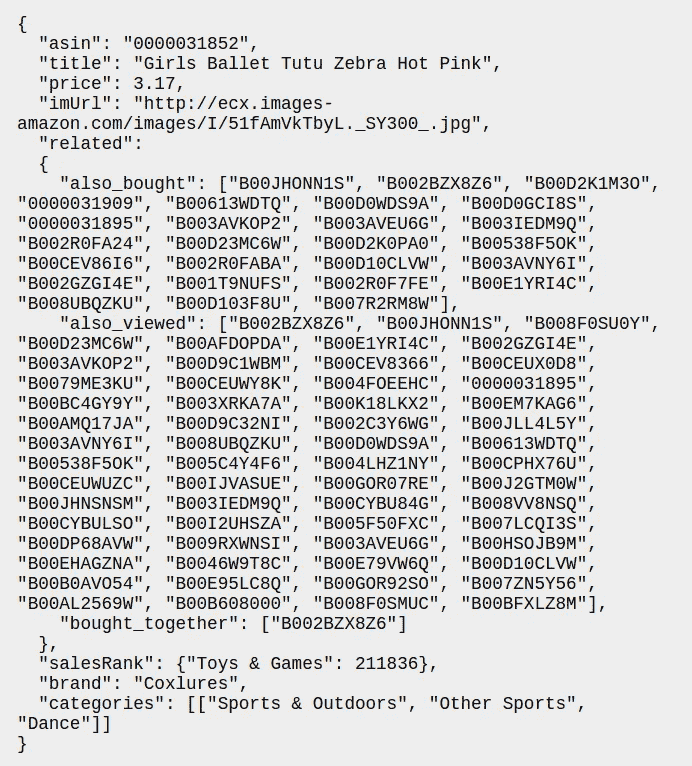 {
  "asin": "0000031852",
  "title": "Girls Ballet Tutu Zebra Hot Pink",
  "price": 3.17,
  "imUrl": "http://ecx.images-
amazon.com/images/I/51fAmVkTbyL._SY300_.jpg",
  "related":
  {
    "also_bought": ["B00JHONN1S", "B002BZX8Z6", "B00D2K1M3O",
"0000031909", "B00613WDTQ", "B00D0WDS9A", "B00D0GCI8S",
"0000031895", "B003AVKOP2", "B003AVEU6G", "B003IEDM9Q",
"B002R0FA24", "B00D23MC6W", "B00D2K0PA0", "B00538F5OK",
"B00CEV86I6", "B002R0FABA", "B00D10CLVW", "B003AVNY6I",
"B002GZGI4E", "B001T9NUFS", "B002R0F7FE", "B00E1YRI4C",
"B008UBQZKU", "B00D103F8U", "B007R2RM8W"],
    "also_viewed": ["B002BZX8Z6", "B00JHONN1S", "B008F0SU0Y",
"B00D23MC6W", "B00AFDOPDA", "B00E1YRI4C", "B002GZGI4E",
"B003AVKOP2", "B00D9C1WBM", "B00CEV8366", "B00CEUX0D8",
"B0079ME3KU", "B00CEUWY8K", "B004FOEEHC", "0000031895",
"B00BC4GY9Y", "B003XRKA7A", "B00K18LKX2", "B00EM7KAG6",
"B00AMQ17JA", "B00D9C32NI", "B002C3Y6WG", "B00JLL4L5Y",
"B003AVNY6I", "B008UBQZKU", "B00D0WDS9A", "B00613WDTQ",
"B00538F5OK", "B005C4Y4F6", "B004LHZ1NY", "B00CPHX76U",
"B00CEUWUZC", "B00IJVASUE", "B00GOR07RE", "B00J2GTM0W",
"B00JHNSNSM", "B003IEDM9Q", "B00CYBU84G", "B008VV8NSQ",
"B00CYBULSO", "B00I2UHSZA", "B005F50FXC", "B007LCQI3S",
"B00DP68AVW", "B009RXWNSI", "B003AVEU6G", "B00HSOJB9M",
"B00EHAGZNA", "B0046W9T8C", "B00E79VW6Q", "B00D10CLVW",
"B00B0AVO54", "B00E95LC8Q", "B00GOR92SO", "B007ZN5Y56",
"B00AL2569W", "B00B608000", "B008F0SMUC", "B00BFXLZ8M"],
    "bought_together": ["B002BZX8Z6"]
  },
  "salesRank": {"Toys & Games": 211836},
  "brand": "Coxlures",
  "categories": [["Sports & Outdoors", "Other Sports",
"Dance"]]
}